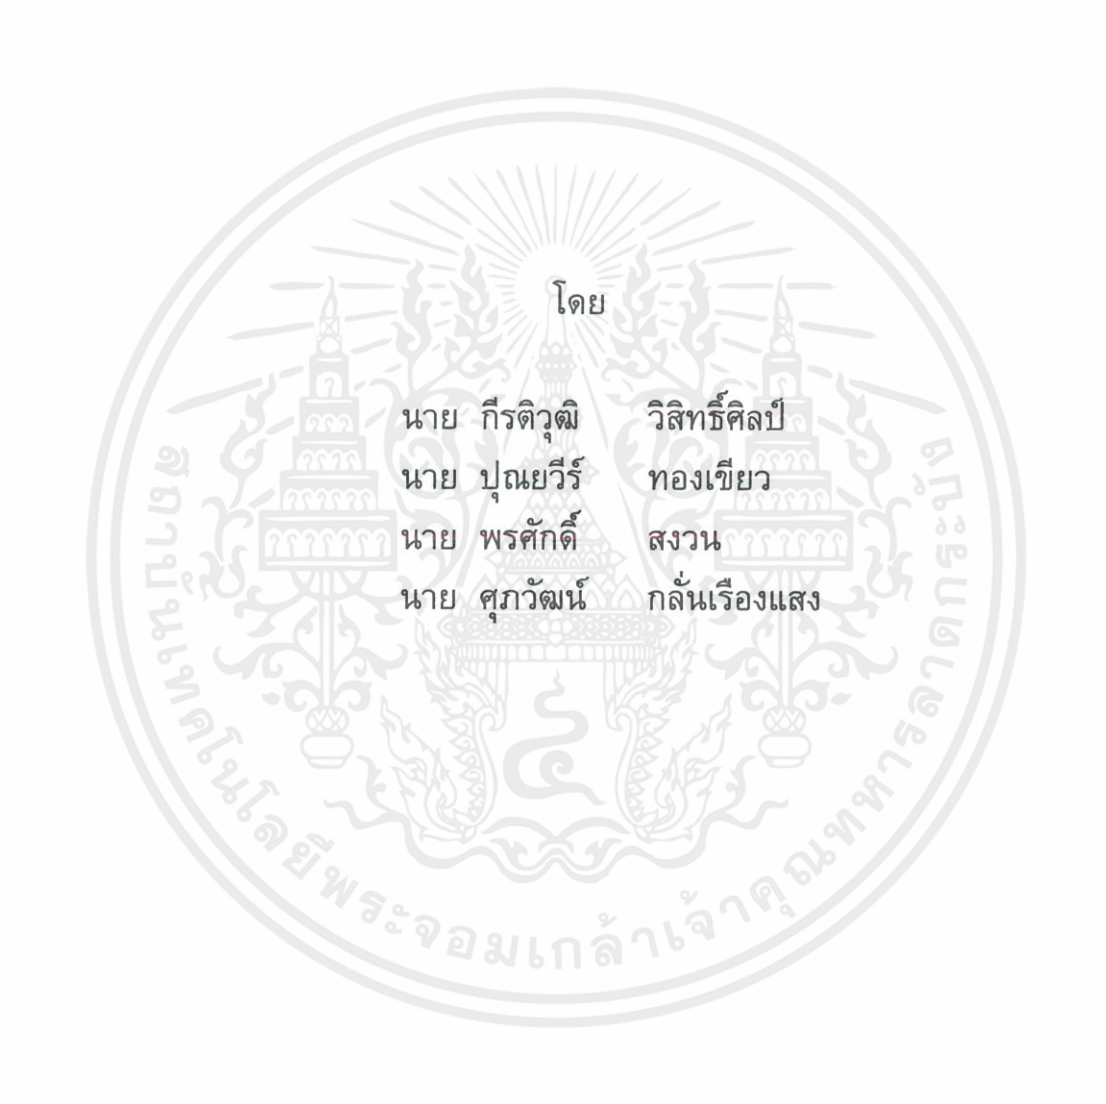 โดย
นาย กีรติวุฒิ วิสิทธิ์ศิลป์
นาย ปุณยวีร์ ทองเขียว
นาย พรศักดิ์ สงวน
นาย ศุภวัฒน์ กลั่นเรืองแสง
สถาบันเทคโนโลยีพระจอมเกล้าเจ้าคุณทหารลาดกระบัง